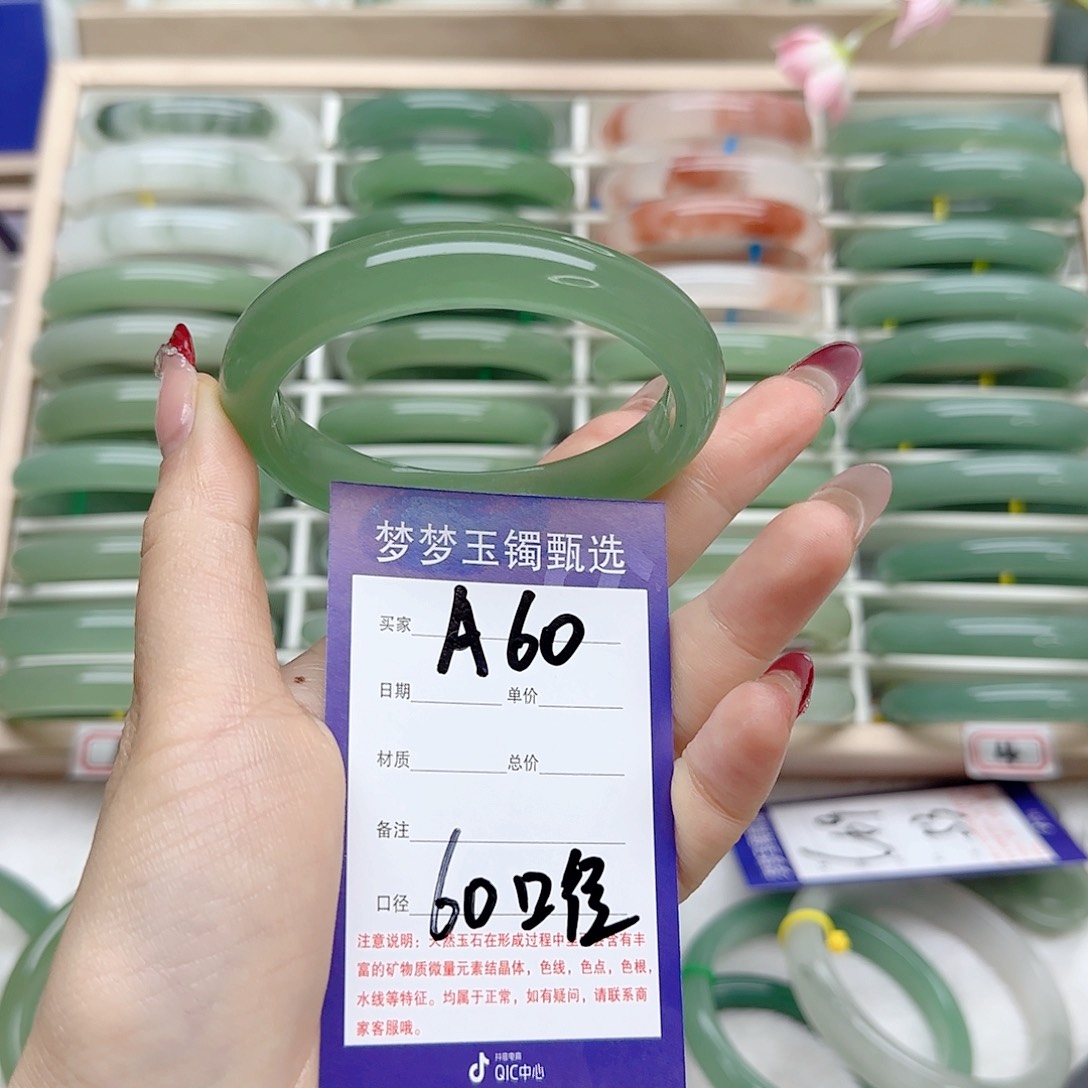 梦梦玉镯甄选
买家 A60
日期 单价
材质 总价
备注
口径 60口径
注意说明：天然玉石在形成过程中 含有丰
富的矿物质微量元素结晶体，色线，色点，色根，
水线等特征。均属于正常，如有疑问，请联系商
家客服哦。
抖音电商
QIC中心